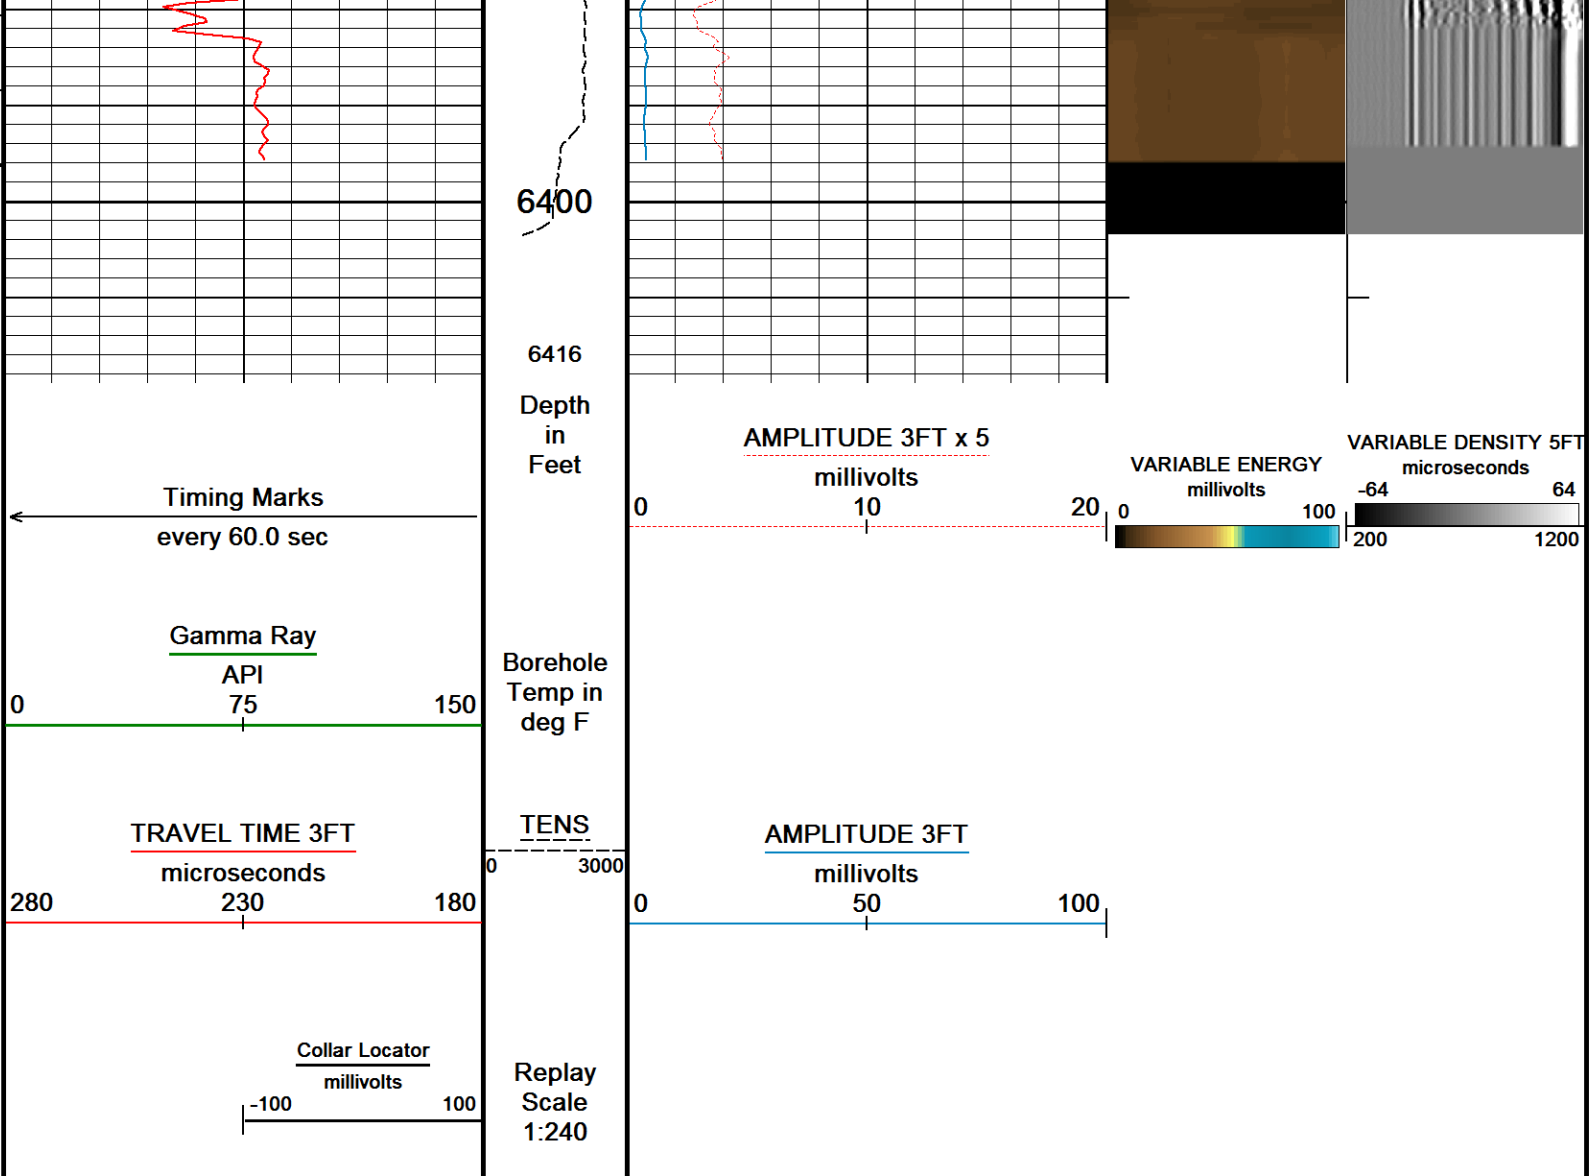 6400
6416
Depth
in
Feet
Timing Marks
every 60.0 sec
Gamma Ray
API
0 75 150
TRAVEL TIME 3FT
microseconds
280 230 180
Collar Locator
millivolts
-100 100
Borehole
Temp in
deg F
TENS
0 3000
Replay
Scale
1:240
AMPLITUDE 3FT x 5
millivolts
0 10 20
AMPLITUDE 3FT
millivolts
0 50 100
VARIABLE ENERGY
millivolts
0 100
VARIABLE DENSITY 5FT
microseconds
-64 64
200 1200